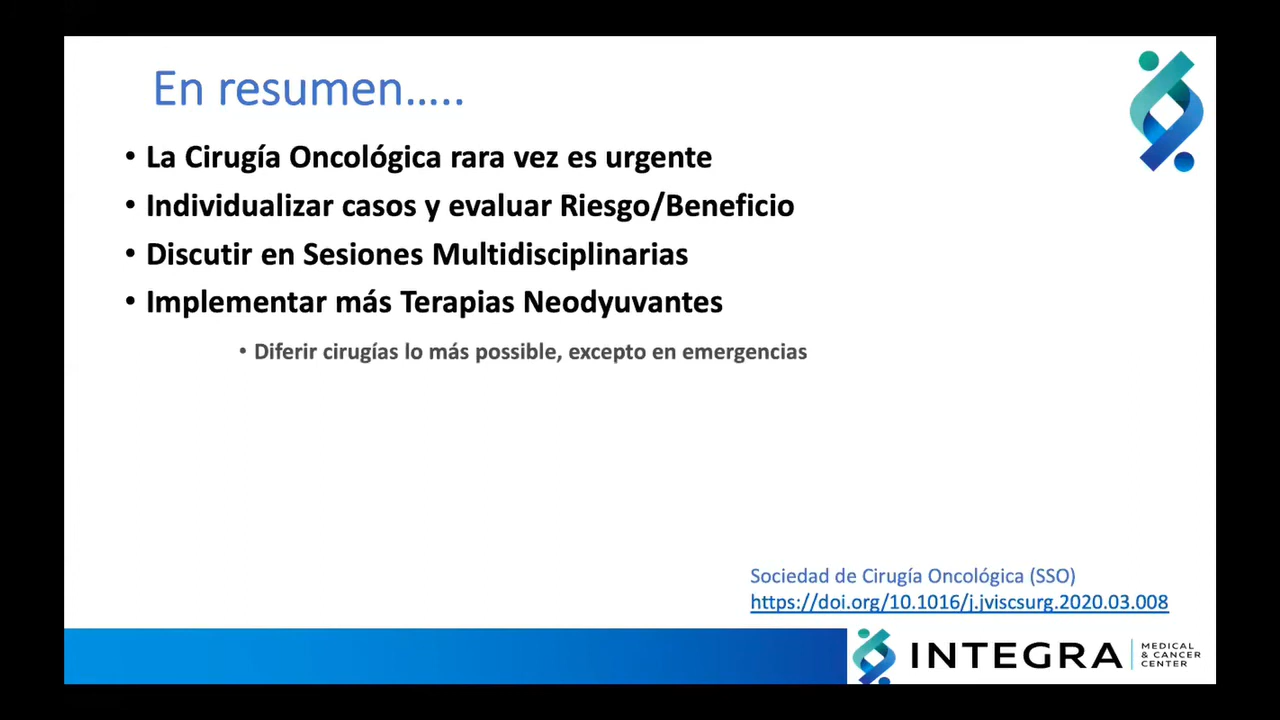 En resumen…..
• La Cirugía Oncológica rara vez es urgente
• Individualizar casos y evaluar Riesgo/Beneficio
• Discutir en Sesiones Multidisciplinarias
• Implementar más Terapias Neodyuvantes
• Diferir cirugías lo más possible, excepto en emergencias
Sociedad de Cirugía Oncológica (SSO)
https://doi.org/10.1016/j.jviscsurg.2020.03.008
INTEGRA
MEDICAL
& CANCER
CENTER